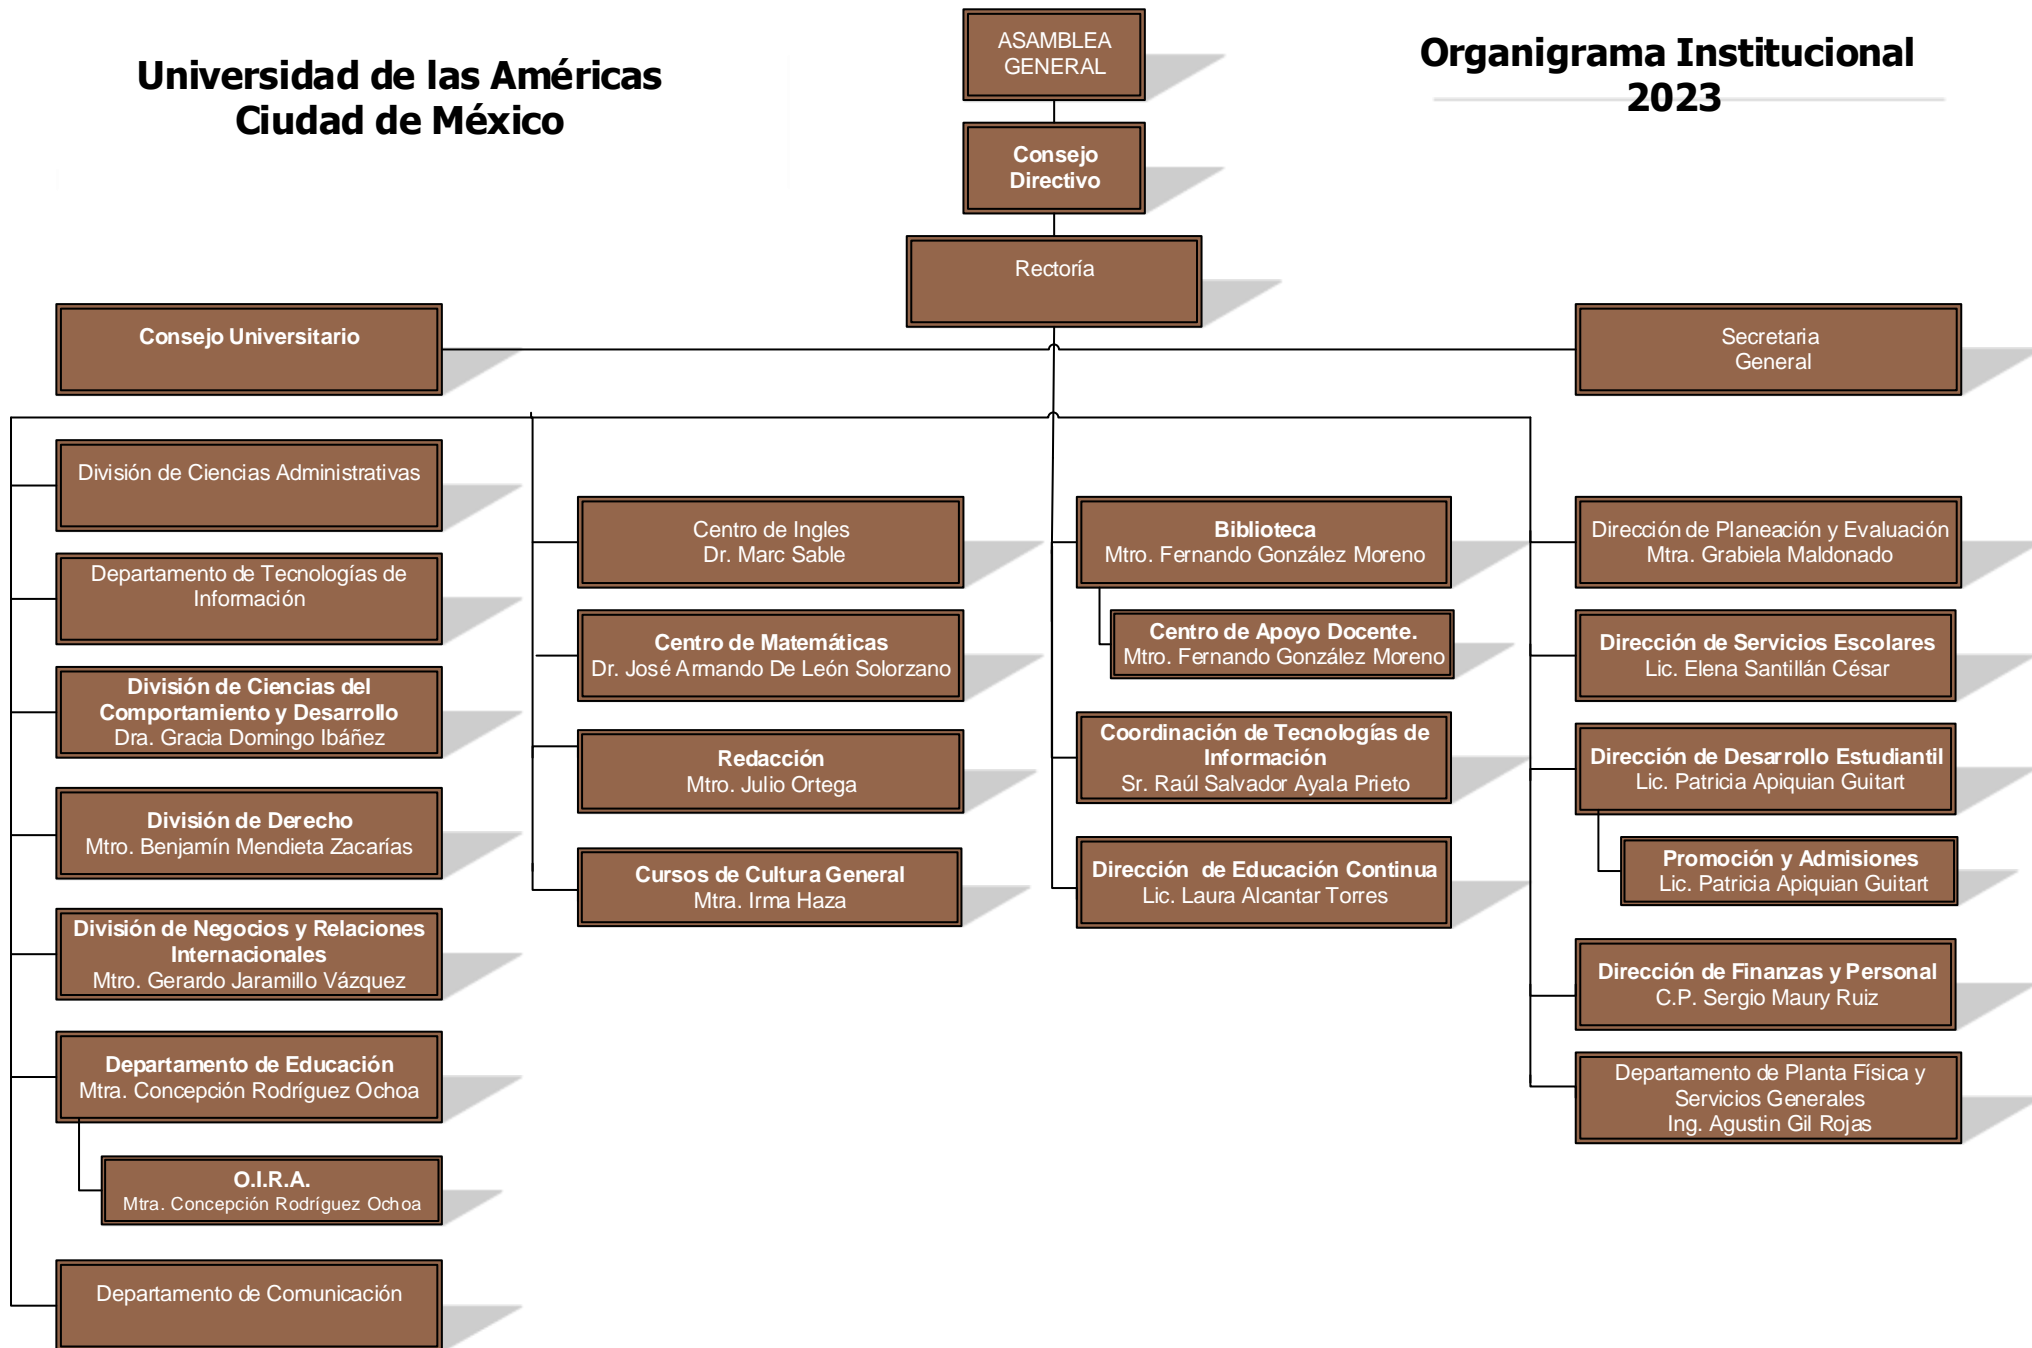 Universidad de las Américas
Ciudad de México
Organigrama Institucional
2023
ASAMBLEA
GENERAL
Consejo
Directivo
Rectoría
Consejo Universitario
Secretaria
General
División de Ciencias Administrativas
Departamento de Tecnologías de
Información
División de Ciencias del
Comportamiento y Desarrollo
Dra. Gracia Domingo Ibáñez
División de Derecho
Mtro. Benjamín Mendieta Zacarías
División de Negocios y Relaciones
Internacionales
Mtro. Gerardo Jaramillo Vázquez
Departamento de Educación
Mtra. Concepción Rodríguez Ochoa
O.I.R.A.
Mtra. Concepción Rodríguez Ochoa
Departamento de Comunicación
Centro de Ingles
Dr. Marc Sable
Centro de Matemáticas
Dr. José Armando De León Solorzano
Redacción
Mtro. Julio Ortega
Cursos de Cultura General
Mtra. Irma Haza
Biblioteca
Mtro. Fernando González Moreno
Centro de Apoyo Docente.
Mtro. Fernando González Moreno
Coordinación de Tecnologías de
Información
Sr. Raúl Salvador Ayala Prieto
Dirección de Educación Continua
Lic. Laura Alcantar Torres
Dirección de Planeación y Evaluación
Mtra. Grabiela Maldonado
Dirección de Servicios Escolares
Lic. Elena Santillán César
Dirección de Desarrollo Estudiantil
Lic. Patricia Apiquian Guitart
Promoción y Admisiones
Lic. Patricia Apiquian Guitart
Dirección de Finanzas y Personal
C.P. Sergio Maury Ruiz
Departamento de Planta Física y
Servicios Generales
Ing. Agustin Gil Rojas